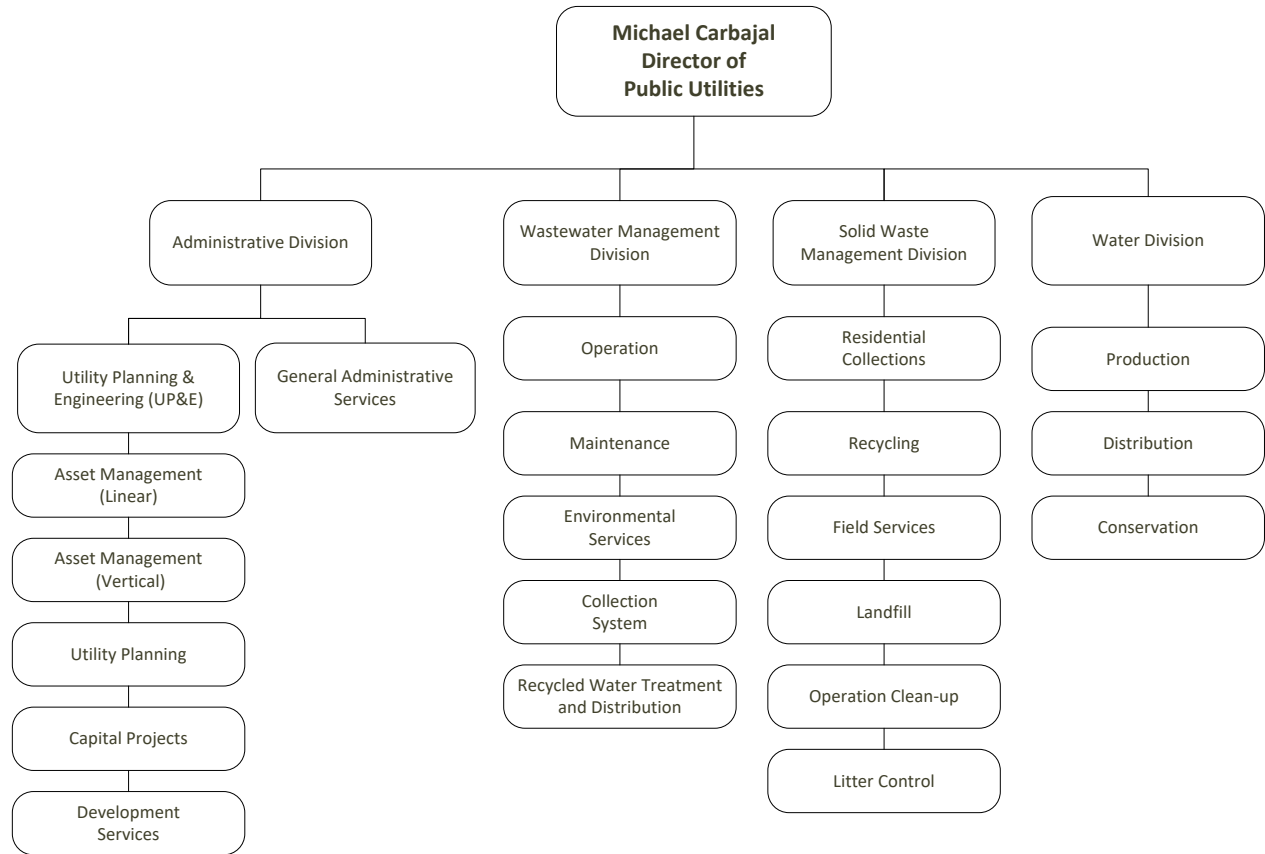 Michael Carbajal
Director of
Public Utilities
Administrative Division
Wastewater Management
Division
Solid Waste
Management Division
Water Division
Utility Planning &
Engineering (UP&E)
General Administrative
Services
Asset Management
(Linear)
Asset Management
(Vertical)
Utility Planning
Capital Projects
Development
Services
Operation
Maintenance
Environmental
Services
Collection
System
Recycled Water Treatment
and Distribution
Residential
Collections
Recycling
Field Services
Landfill
Operation Clean-up
Litter Control
Production
Distribution
Conservation